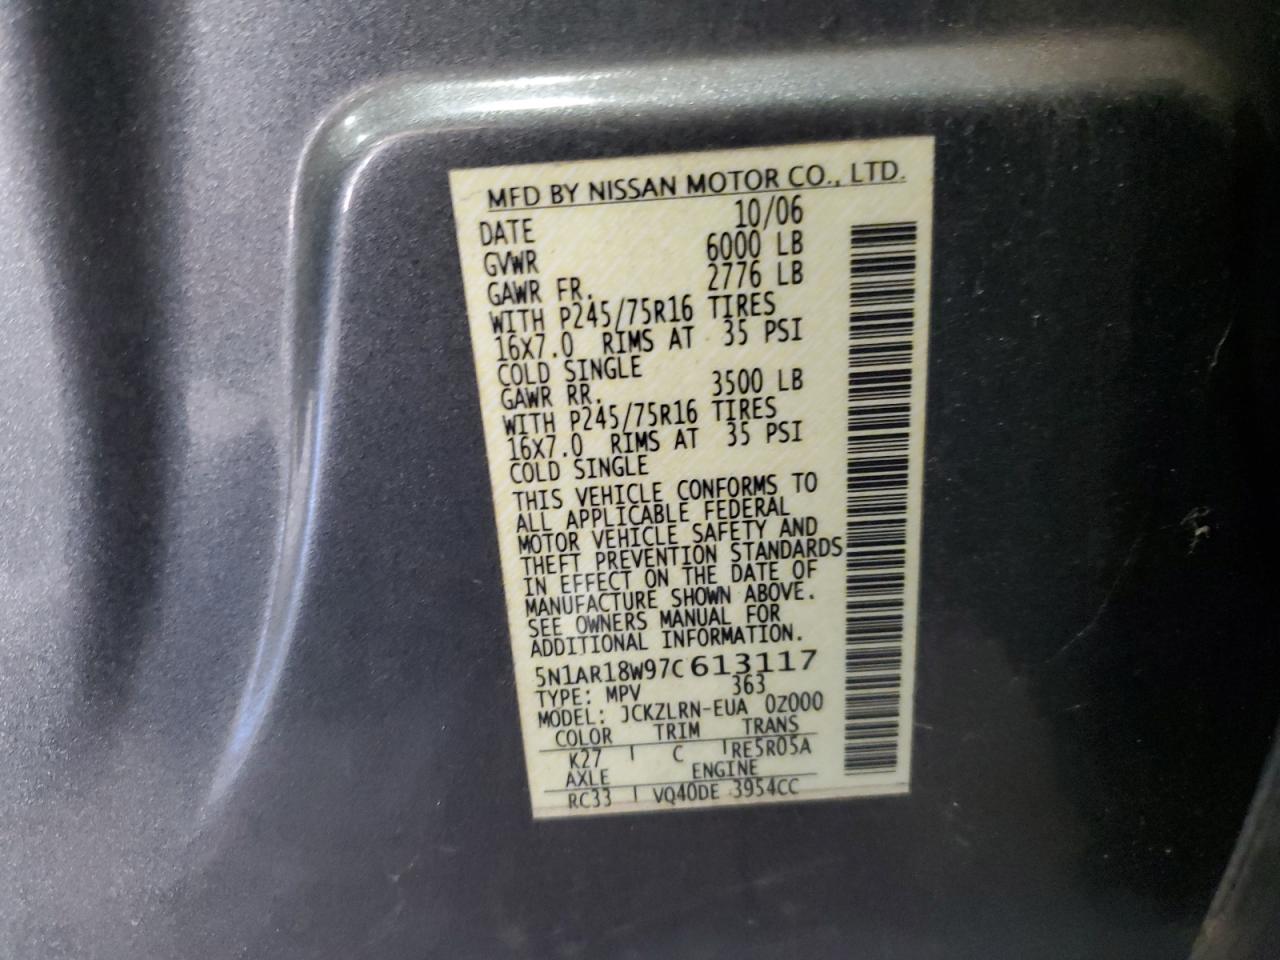 MFD BY NISSAN MOTOR CO., LTD.
DATE 10/06
GVWR 6000 LB
GAWR FR. 2776 LB
WITH P245/75R16 TIRES
16X7.0 RIMS AT 35 PSI
COLD SINGLE
GAWR RR. 3500 LB
WITH P245/75R16 TIRES
16X7.0 RIMS AT 35 PSI
COLD SINGLE
THIS VEHICLE CONFORMS TO
ALL APPLICABLE FEDERAL
MOTOR VEHICLE SAFETY AND
THEFT PREVENTION STANDARDS
IN EFFECT ON THE DATE OF
MANUFACTURE SHOWN ABOVE.
SEE OWNERS MANUAL FOR
ADDITIONAL INFORMATION.
5N1AR18W97C613117
TYPE: MPV 363
MODEL: JCKZLRN-EUA 0Z000
COLOR TRIM TRANS
K27 C RE5R05A
AXLE ENGINE
RC33 VQ40DE 3954CC